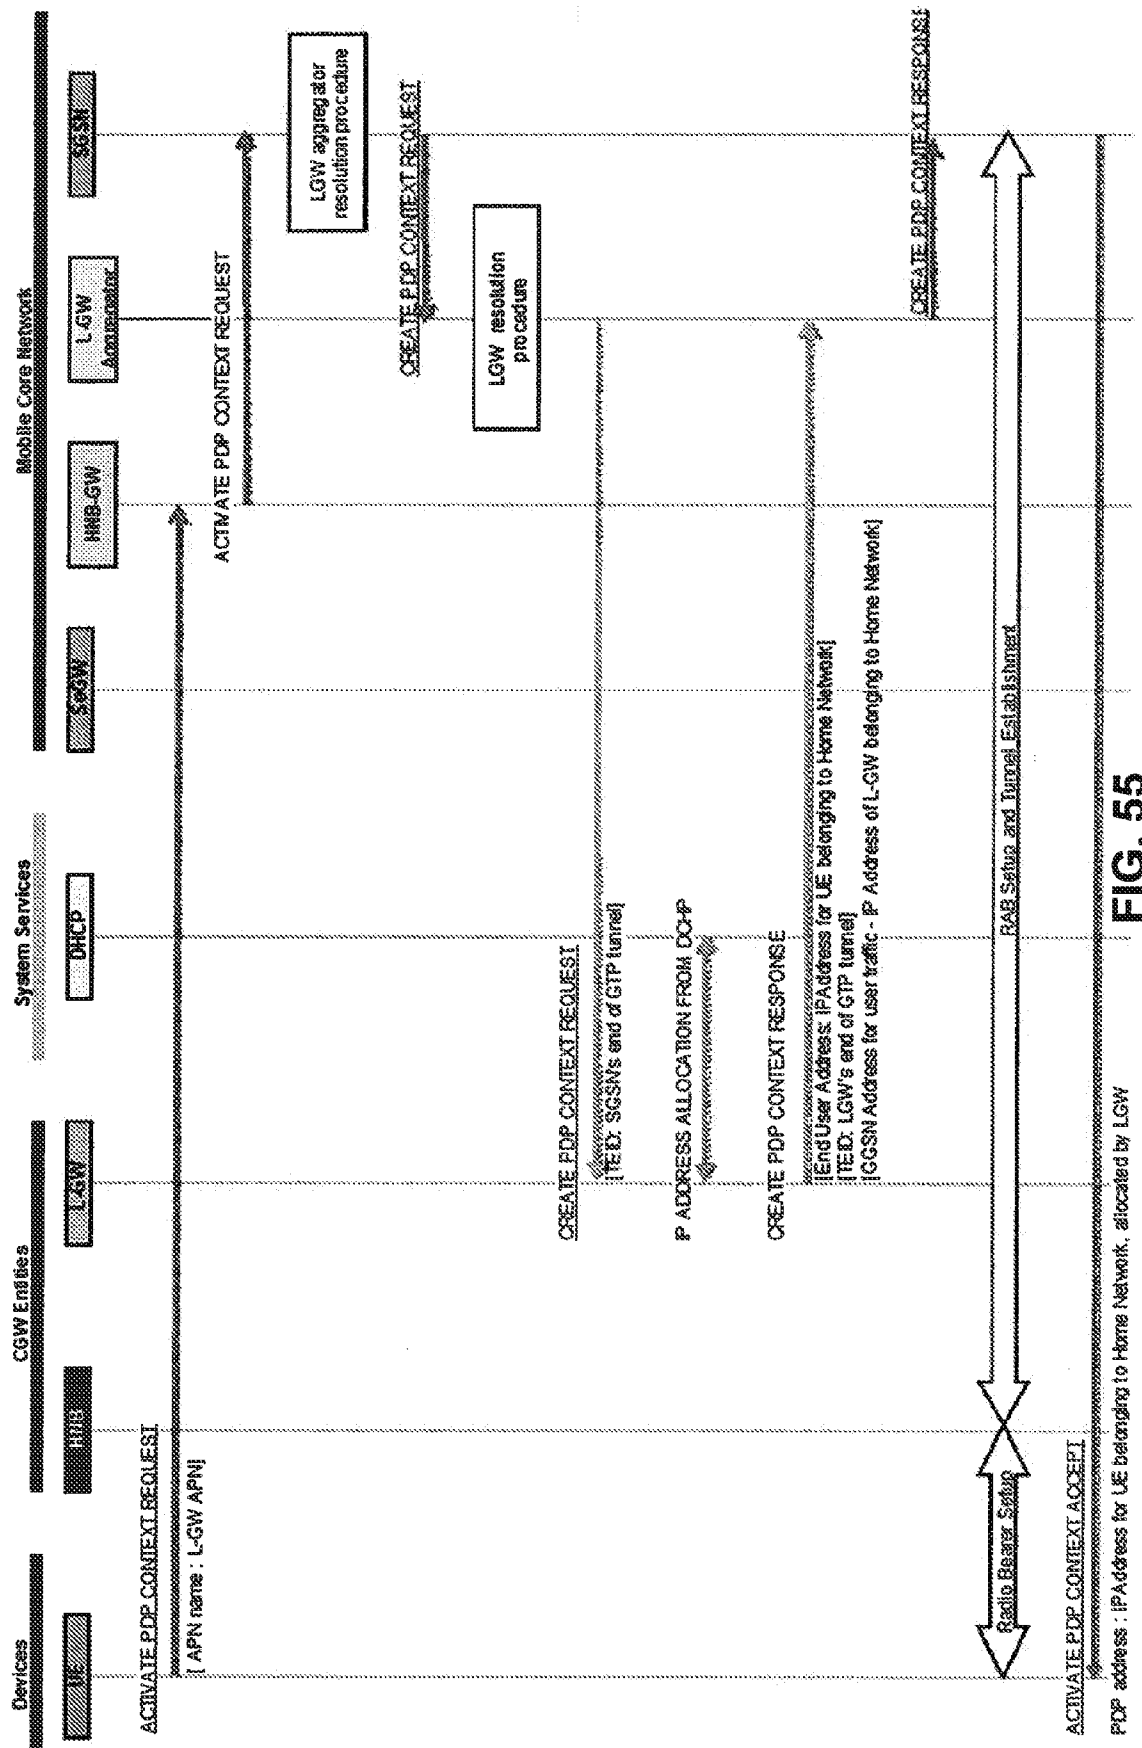 Devices
CGW Entities
System Services
Mobile Core Network
UE
HNB
L-GW
DHCP
SeGW
HNB-GW
L-GW
Aggregator
SGSN
ACTIVATE PDP CONTEXT REQUEST
[ APN name : L-GW APN]
ACTIVATE PDP CONTEXT REQUEST
LGW aggregator
resolution procedure
CREATE PDP CONTEXT REQUEST
LGW resolution
procedure
CREATE PDP CONTEXT REQUEST
[TEID: SGSN's end of GTP tunnel]
IP ADDRESS ALLOCATION FROM DCHP
CREATE PDP CONTEXT RESPONSE
[End User Address: IPAddress for UE belonging to Home Network]
[TEID: LGW's end of GTP tunnel]
[GGSN Address for user traffic - IP Address of L-GW belonging to Home Network]
CREATE PDP CONTEXT RESPONSE
Radio Bearer Setup
RAB Setup and Tunnel Establishment
ACTIVATE PDP CONTEXT ACCEPT
PDP address : IPAddress for UE belonging to Home Network, allocated by LGW
FIG. 55